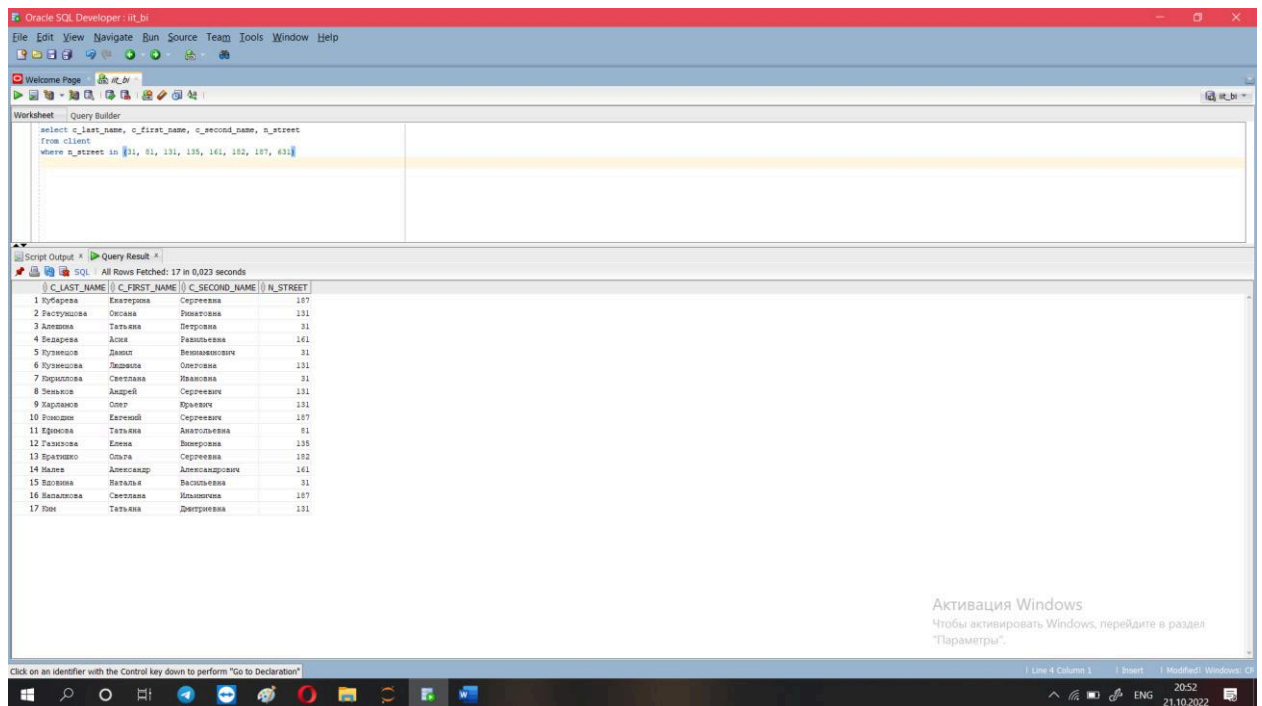 Oracle SQL Developer : iit_bi
File Edit View Navigate Run Source Team Tools Window Help
Welcome Page iit_bi
iit_bi
Worksheet Query Builder
select c_last_name, c_first_name, c_second_name, n_street
from client
where n_street in (31, 81, 131, 135, 161, 182, 187, 631)
Script Output × Query Result ×
SQL All Rows Fetched: 17 in 0,023 seconds
C_LAST_NAME C_FIRST_NAME C_SECOND_NAME N_STREET
1 Кубарева Екатерина Сергеевна 187
2 Растунцова Оксана Ринатовна 131
3 Алешина Татьяна Петровна 31
4 Бедарева Асия Равильевна 161
5 Кузнецов Данил Вениаминович 31
6 Кузнецова Людмила Олеговна 131
7 Кириллова Светлана Ивановна 31
8 Зеньков Андрей Сергеевич 131
9 Харламов Олег Юрьевич 131
10 Ромодин Евгений Сергеевич 187
11 Ефимова Татьяна Анатольевна 81
12 Газизова Елена Винеровна 135
13 Братишко Ольга Сергеевна 182
14 Малев Александр Александрович 161
15 Вдовина Наталья Васильевна 31
16 Напалкова Светлана Ильинична 187
17 Ким Татьяна Дмитриевна 131
Активация Windows
Чтобы активировать Windows, перейдите в раздел
"Параметры".
Click on an identifier with the Control key down to perform "Go to Declaration"
Line 4 Column 1 Insert Modified Windows: CR
ENG 20:52
21.10.2022